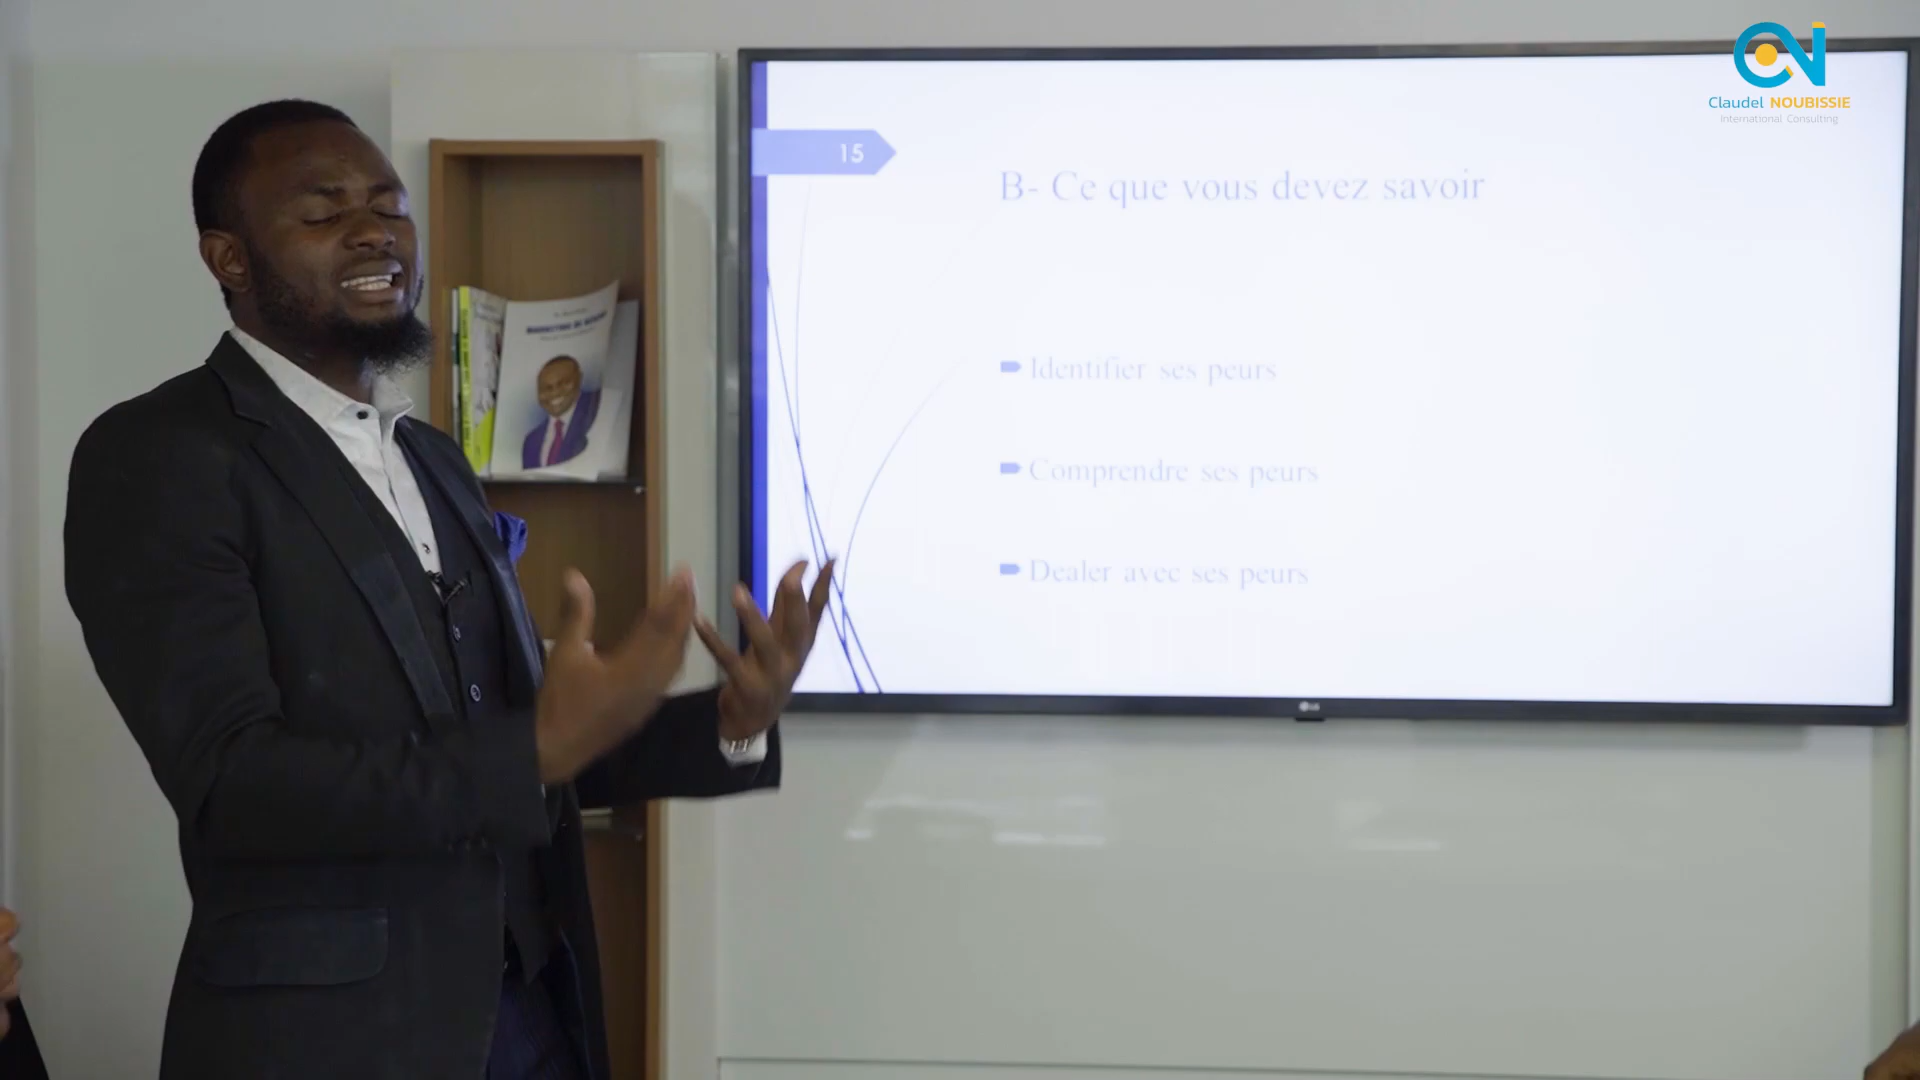 Claudel NOUBISSIE
International Consulting
15
B- Ce que vous devez savoir
Identifier ses peurs
Comprendre ses peurs
Dealer avec ses peurs
LG